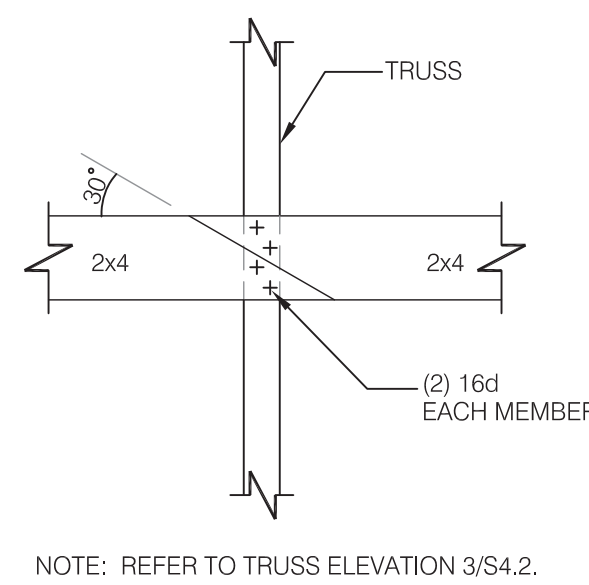 TRUSS
30°
2x4
2x4
(2) 16d
EACH MEMBER
NOTE: REFER TO TRUSS ELEVATION 3/S4.2.